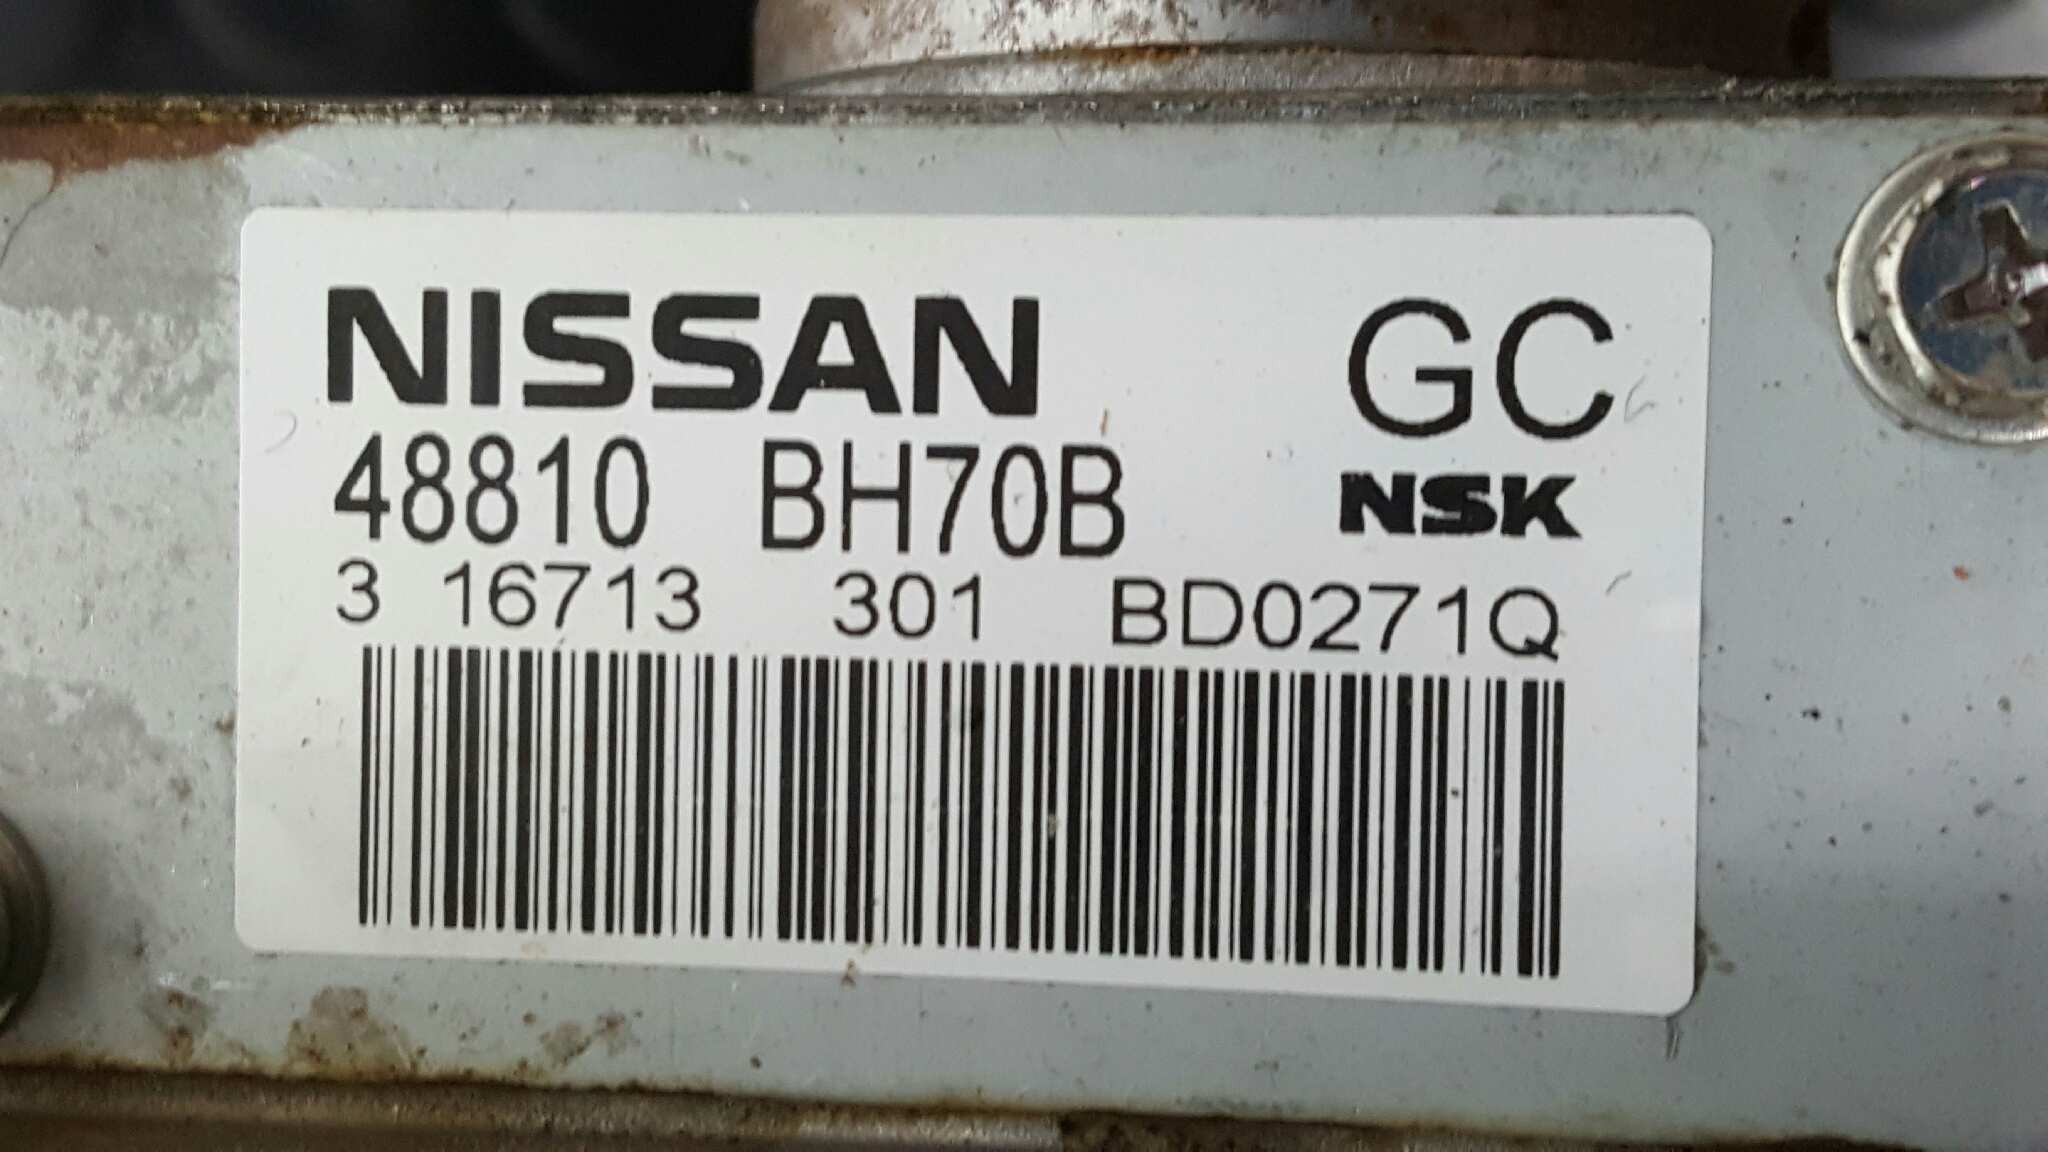 NISSAN GC
48810 BH70B NSK
3 16713 301 BD0271Q